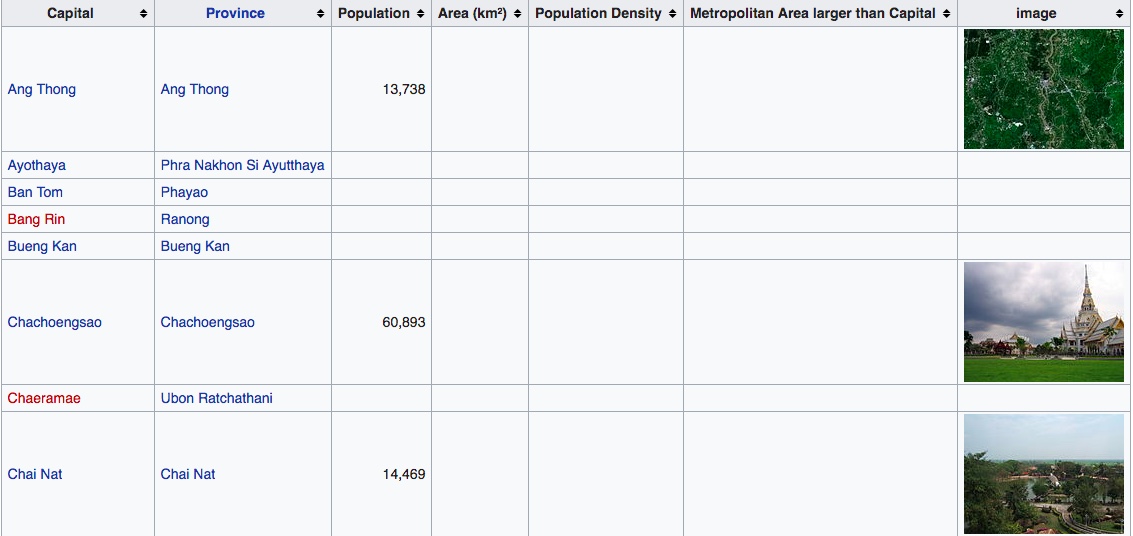 Capital Province Population Area (km²) Population Density Metropolitan Area larger than Capital image
Ang Thong Ang Thong 13,738
Ayothaya Phra Nakhon Si Ayutthaya
Ban Tom Phayao
Bang Rin Ranong
Bueng Kan Bueng Kan
Chachoengsao Chachoengsao 60,893
Chaeramae Ubon Ratchathani
Chai Nat Chai Nat 14,469